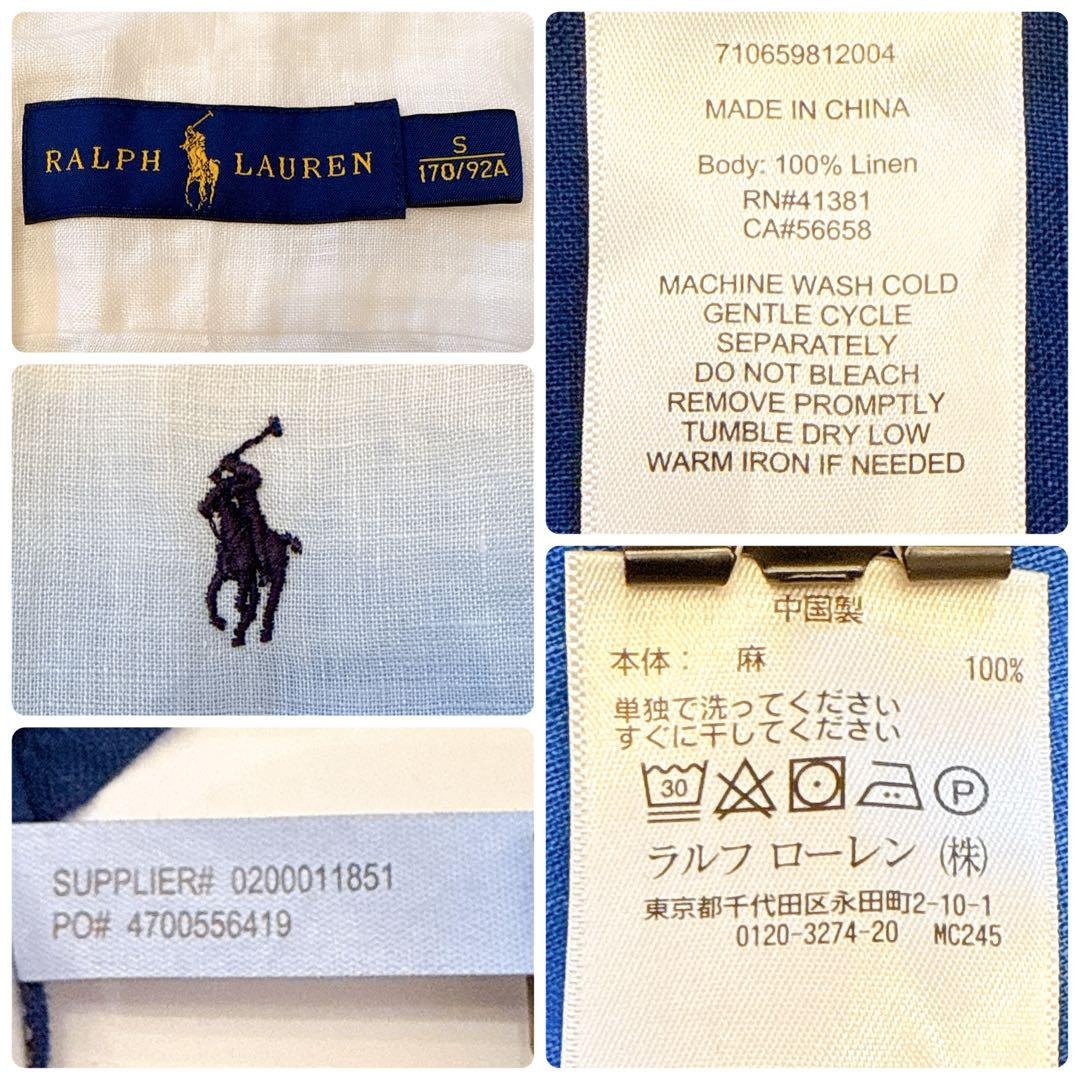 RALPH LAUREN
S
170/92A
710659812004
MADE IN CHINA
Body: 100% Linen
RN#41381
CA#56658
MACHINE WASH COLD
GENTLE CYCLE
SEPARATELY
DO NOT BLEACH
REMOVE PROMPTLY
TUMBLE DRY LOW
WARM IRON IF NEEDED
SUPPLIER# 0200011851
PO# 4700556419
中国製
本体： 麻 100%
単独で洗ってください
すぐに干してください
30 P
ラルフ ローレン ㈱
東京都千代田区永田町2-10-1
0120-3274-20 MC245